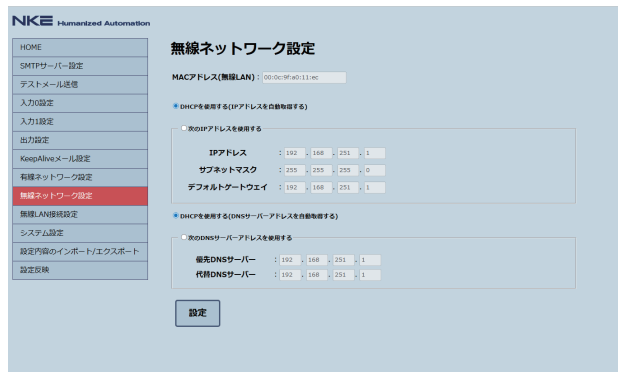 NKE Humanized Automation
HOME
SMTPサーバー設定
テストメール送信
入力0設定
入力1設定
出力設定
KeepAliveメール設定
有線ネットワーク設定
無線ネットワーク設定
無線LAN接続設定
システム設定
設定内容のインポート/エクスポート
設定反映
無線ネットワーク設定
MACアドレス(無線LAN) : 00:0c:9f:a0:11:ec
DHCPを使用する(IPアドレスを自動取得する)
次のIPアドレスを使用する
IPアドレス : 192 . 168 . 251 . 1
サブネットマスク : 255 . 255 . 255 . 0
デフォルトゲートウェイ : 192 . 168 . 251 . 1
DHCPを使用する(DNSサーバーアドレスを自動取得する)
次のDNSサーバーアドレスを使用する
優先DNSサーバー : 192 . 168 . 251 . 1
代替DNSサーバー : 192 . 168 . 251 . 1
設定